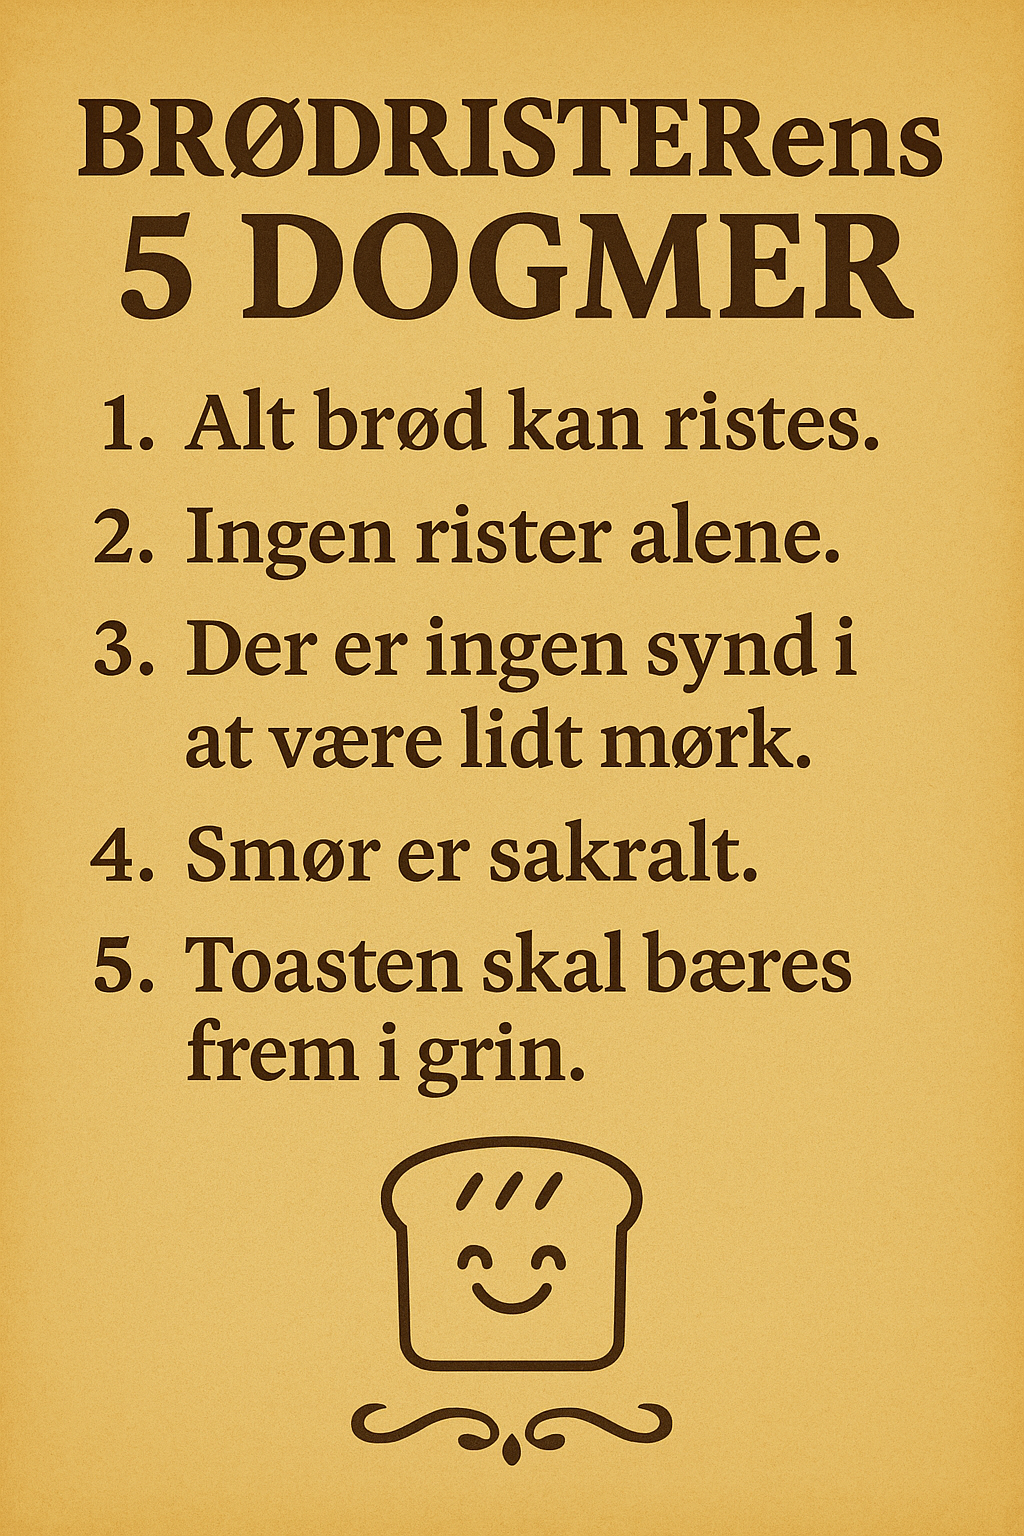 BRØDRISTERens
5 DOGMER
1. Alt brød kan ristes.
2. Ingen rister alene.
3. Der er ingen synd i
at være lidt mørk.
4. Smør er sakralt.
5. Toasten skal bæres
frem i grin.